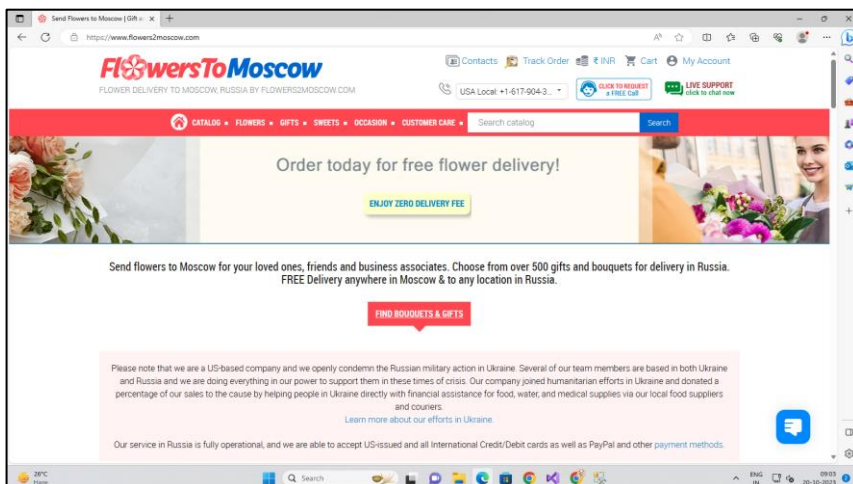 Send Flowers to Moscow | Gift
https://www.flowers2moscow.com
FlowersToMoscow
FLOWER DELIVERY TO MOSCOW, RUSSIA BY FLOWERS2MOSCOW.COM
Contacts Track Order ₹ INR Cart My Account
USA Local: +1-617-904-3...
CLICK TO REQUEST
a FREE Call
LIVE SUPPORT
click to chat now
CATALOG FLOWERS GIFTS SWEETS OCCASION CUSTOMER CARE Search catalog Search
Order today for free flower delivery!
ENJOY ZERO DELIVERY FEE
Send flowers to Moscow for your loved ones, friends and business associates. Choose from over 500 gifts and bouquets for delivery in Russia.
FREE Delivery anywhere in Moscow & to any location in Russia.
FIND BOUQUETS & GIFTS
Please note that we are a US-based company and we openly condemn the Russian military action in Ukraine. Several of our team members are based in both Ukraine
and Russia and we are doing everything in our power to support them in these times of crisis. Our company joined humanitarian efforts in Ukraine and donated a
percentage of our sales to the cause by helping people in Ukraine directly with financial assistance for food, water, and medical supplies via our local food suppliers
and couriers.
Learn more about our efforts in Ukraine.
Our service in Russia is fully operational, and we are able to accept US-issued and all International Credit/Debit cards as well as PayPal and other payment methods.
28°C
Haze
Search
ENG
IN
09:03
20-10-2023